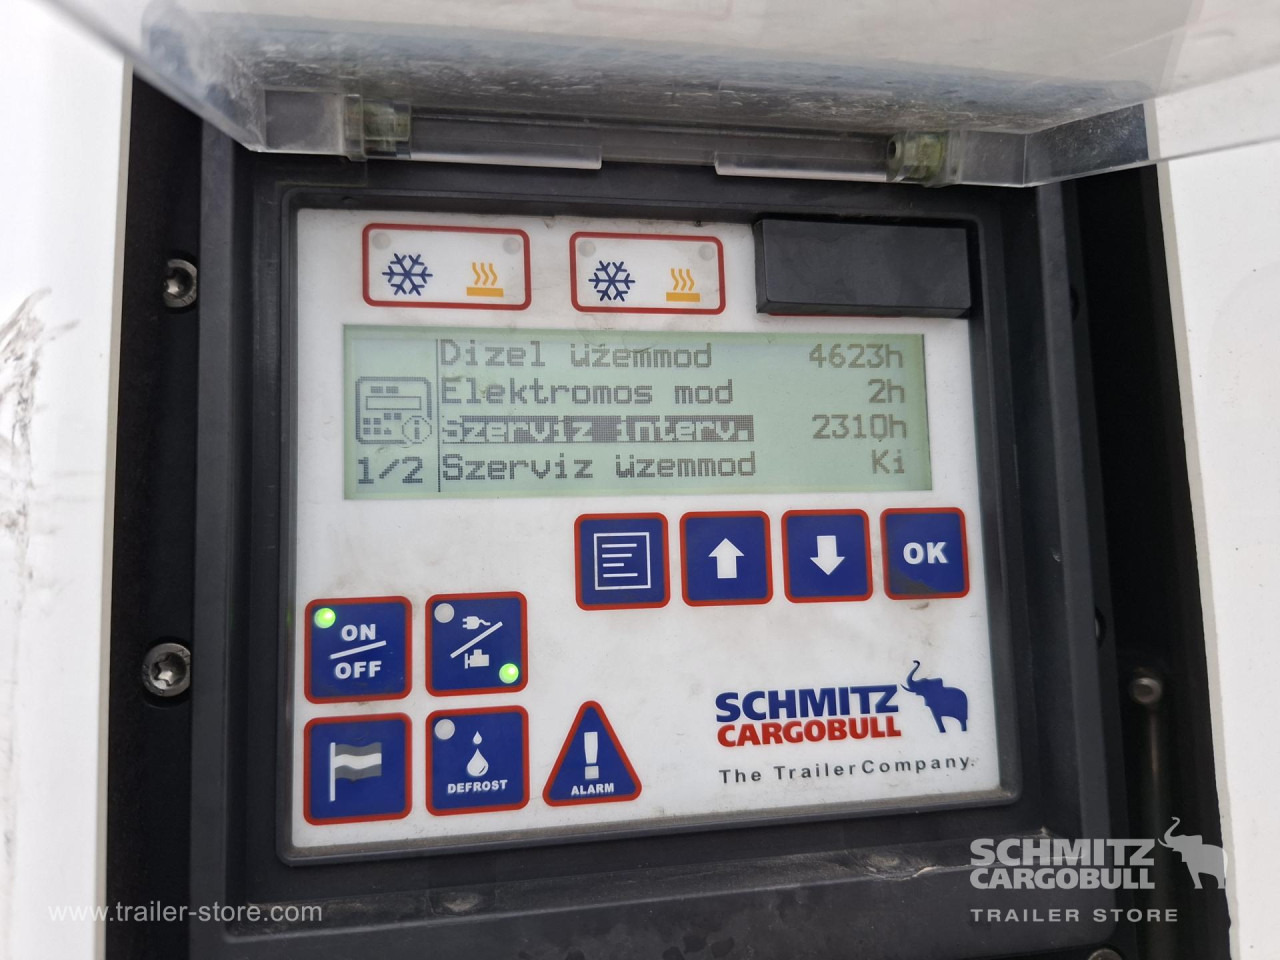 Dizel üzemmod 4623h
Elektromos mod 2h
Szerviz interv. 2310h
1/2 Szerviz üzemmod Ki
OK
ON
OFF
DEFROST
ALARM
SCHMITZ
CARGOBULL
The TrailerCompany.
SCHMITZ
CARGOBULL
TRAILER STORE
www.trailer-store.com